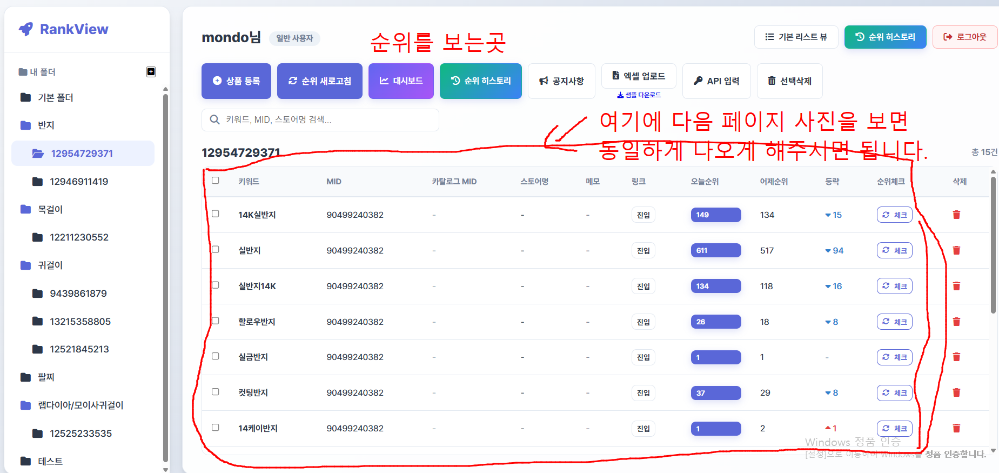 RankView
내 폴더
기본 폴더
반지
12954729371
12946911419
목걸이
12211230552
귀걸이
9439861879
13215358805
12521845213
팔찌
랩다이아/모이사귀걸이
12525233535
테스트
mondo님 일반 사용자
순위를 보는곳
기본 리스트 뷰 순위 히스토리 로그아웃
상품 등록 순위 새로고침 대시보드 순위 히스토리 공지사항 엑셀 업로드 API 입력 선택삭제
샘플 다운로드
키워드, MID, 스토어명 검색...
여기에 다음 페이지 사진을 보면
동일하게 나오게 해주시면 됩니다.
12954729371 총 15건
키워드 MID 카탈로그 MID 스토어명 메모 링크 오늘순위 어제순위 등락 순위체크 삭제
14K실반지 90499240382 - - - 진입 149 134 15 체크
실반지 90499240382 - - - 진입 611 517 94 체크
실반지14K 90499240382 - - - 진입 134 118 16 체크
할로우반지 90499240382 - - - 진입 26 18 8 체크
실금반지 90499240382 - - - 진입 1 1 - 체크
컷팅반지 90499240382 - - - 진입 37 29 8 체크
14케이반지 90499240382 - - - 진입 1 2 1 체크
Windows 정품 인증
[설정]으로 이동하여 Windows를 정품 인증합니다.